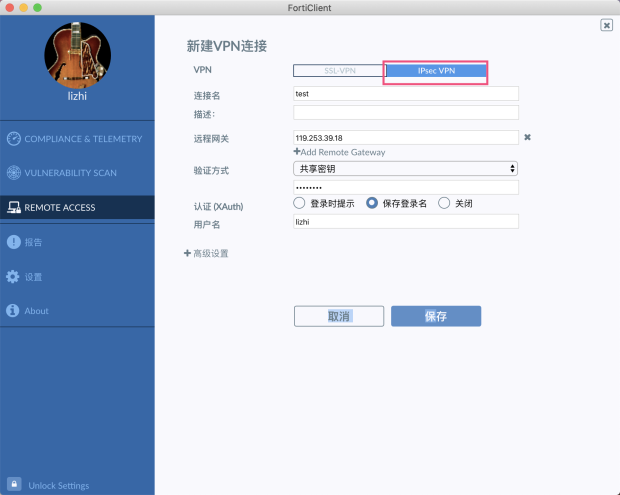 FortiClient
lizhi
COMPLIANCE & TELEMETRY
VULNERABILITY SCAN
REMOTE ACCESS
报告
设置
About
Unlock Settings
新建VPN连接
VPN
SSL-VPN
IPsec VPN
连接名
test
描述:
远程网关
119.253.39.18
Add Remote Gateway
验证方式
共享密钥
••••••••
认证 (XAuth)
登录时提示
保存登录名
关闭
用户名
lizhi
高级设置
取消
保存